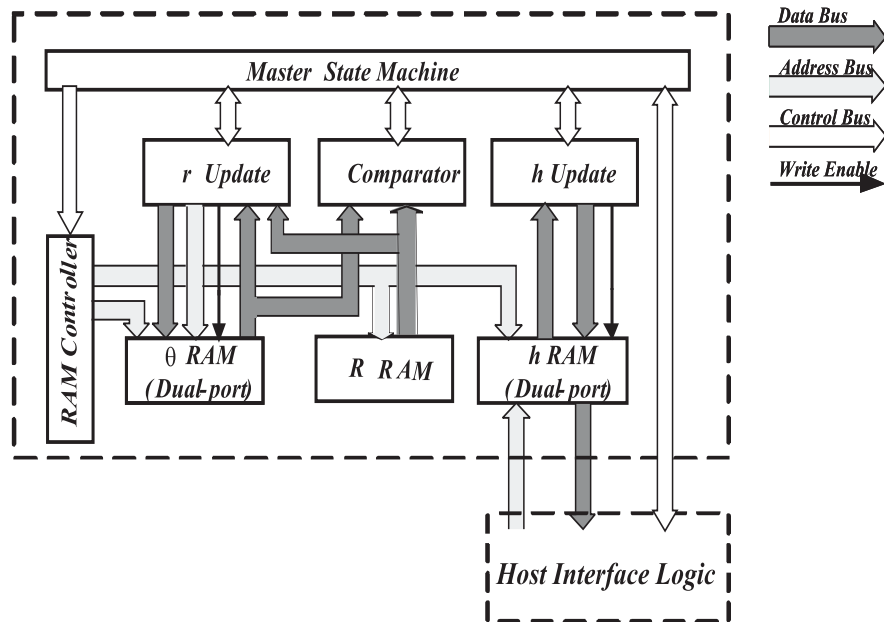 Data Bus
Master State Machine
Address Bus
Control Bus
Write Enable
r Update
Comparator
h Update
RAM Controller
θ RAM
(Dual-port)
R RAM
h RAM
(Dual-port)
Host Interface Logic